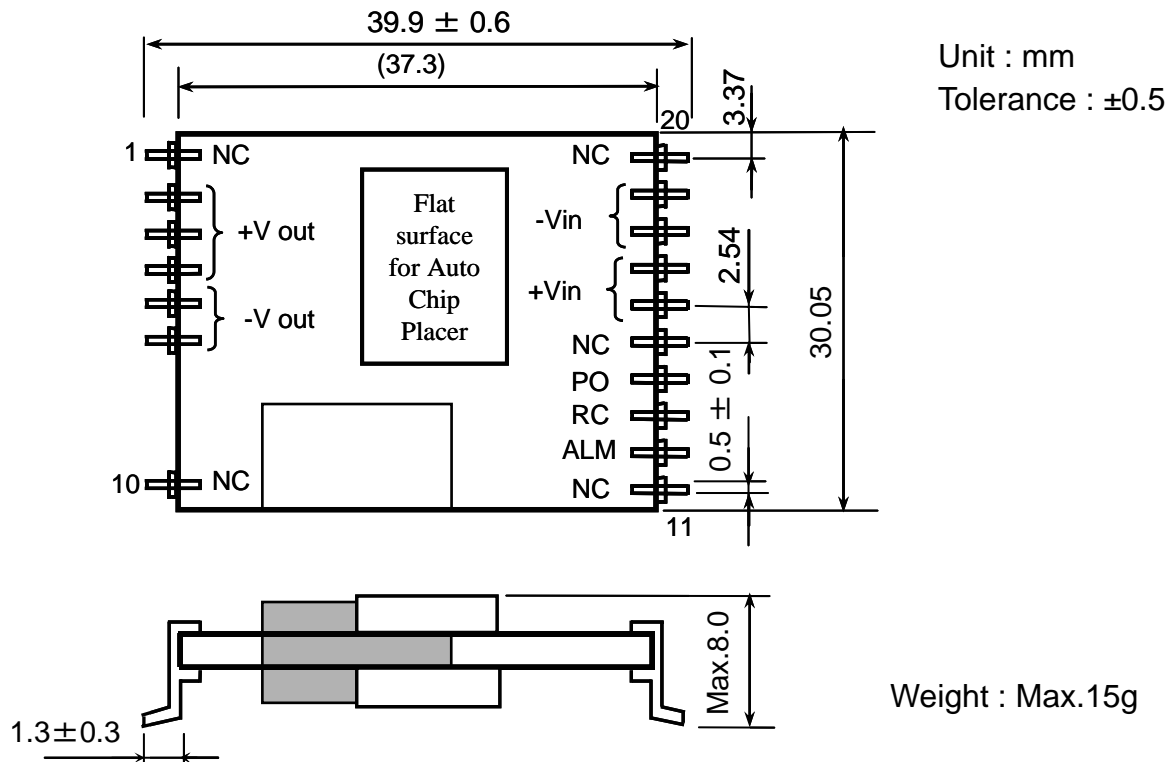 39.9 ± 0.6
(37.3)
Unit : mm
Tolerance : ±0.5
3.37
20
1
NC
NC
+V out
-V out
Flat
surface
for Auto
Chip
Placer
-Vin
+Vin
2.54
30.05
NC
PO
RC
ALM
NC
0.5 ± 0.1
10
NC
11
Max.8.0
Weight : Max.15g
1.3±0.3